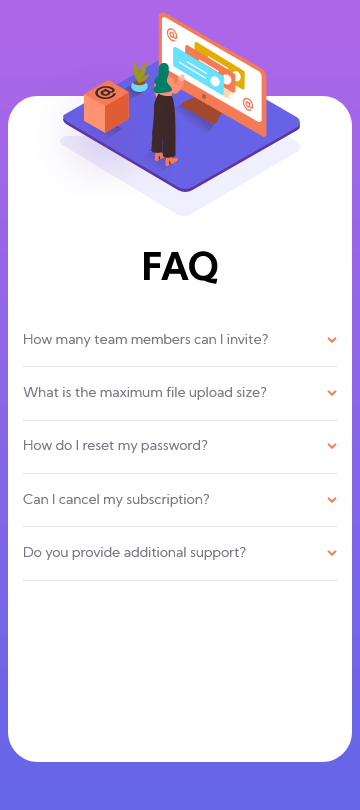 FAQ
How many team members can I invite?
What is the maximum file upload size?
How do I reset my password?
Can I cancel my subscription?
Do you provide additional support?